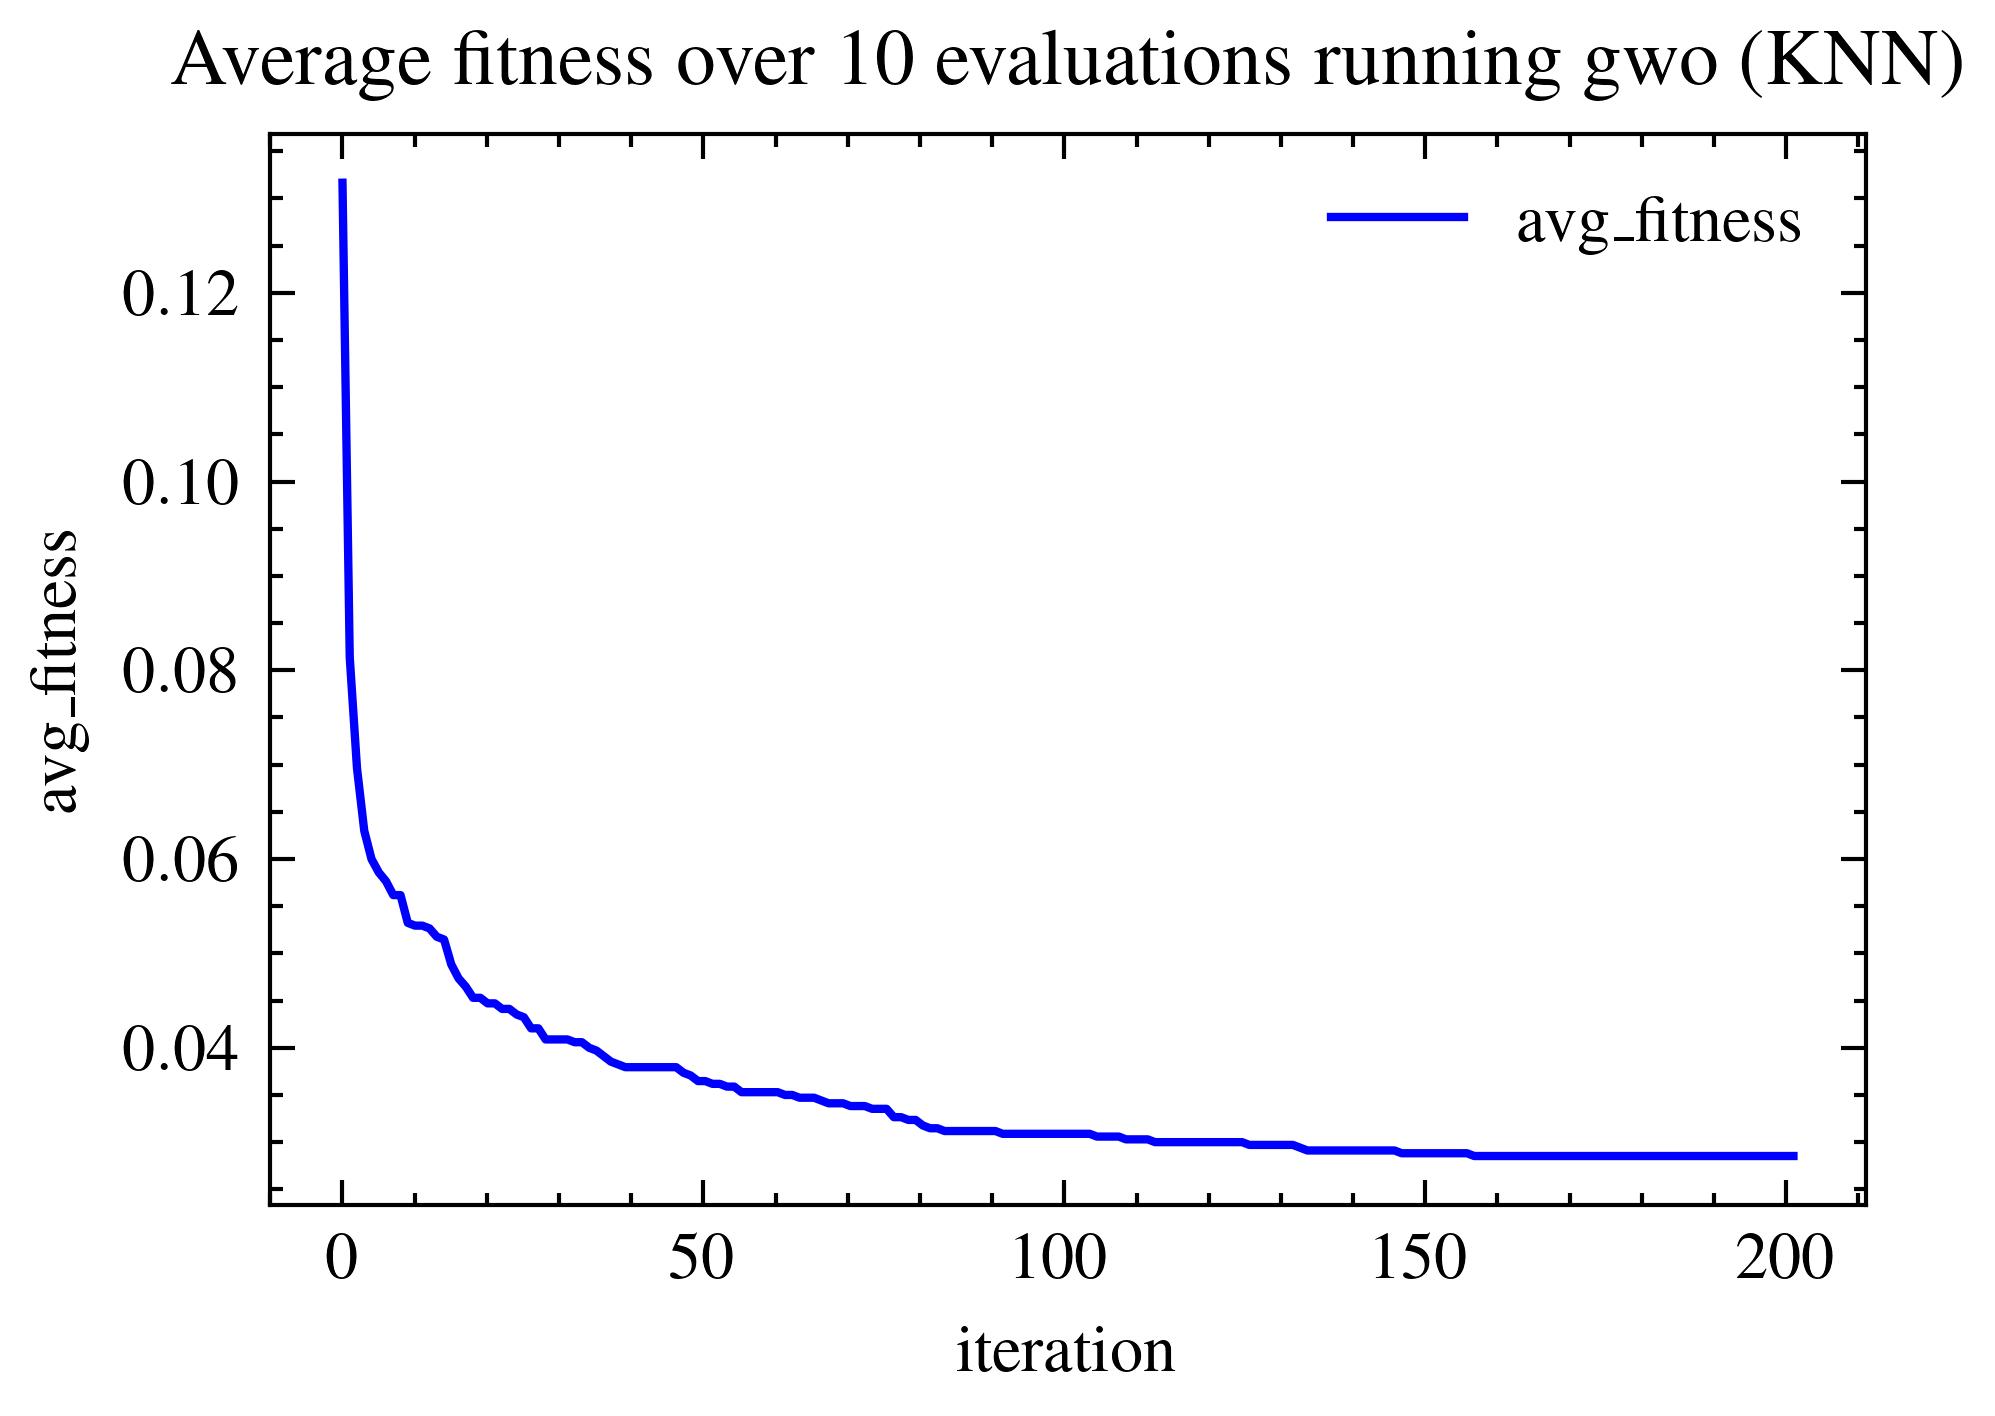 Average fitness over 10 evaluations running gwo (KNN)
avg_fitness
0.12
0.10
0.08
0.06
0.04
avg_fitness
0 50 100 150 200
iteration